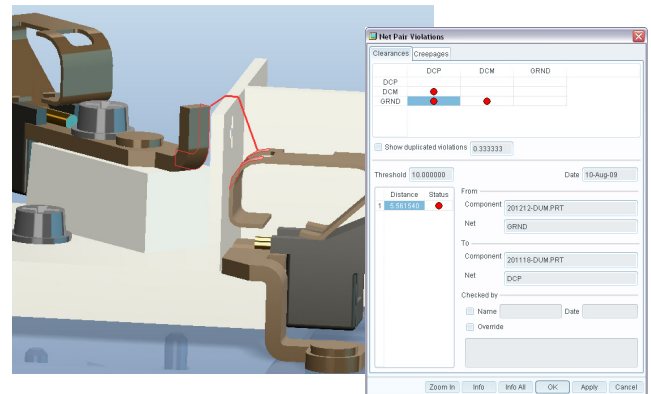 Net Pair Violations
Clearances Creepages
DCP DCM GRND
DCP
DCM
GRND
Show duplicated violations 0.333333
Threshold 10.000000 Date 10-Aug-09
Distance Status
1 5.561540
From
Component 201212-DUM.PRT
Net GRND
To
Component 201118-DUM.PRT
Net DCP
Checked by
Name Date
Override
Zoom In Info Info All OK Apply Cancel